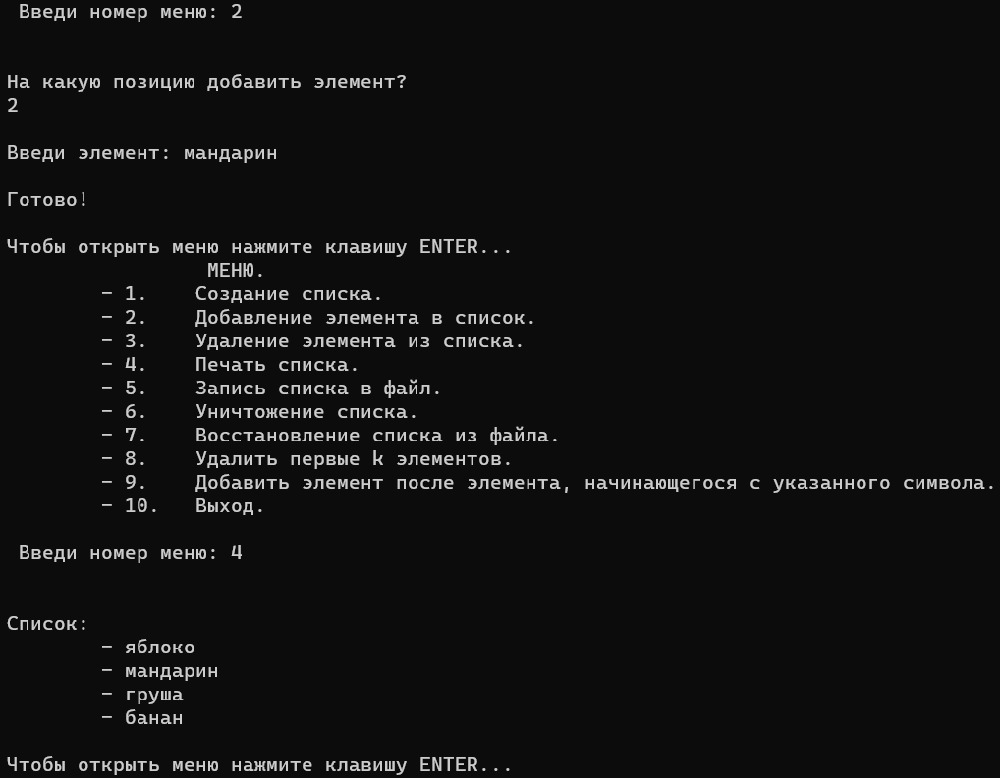 Введи номер меню: 2
На какую позицию добавить элемент?
2
Введи элемент: мандарин
Готово!
Чтобы открыть меню нажмите клавишу ENTER...
МЕНЮ.
- 1. Создание списка.
- 2. Добавление элемента в список.
- 3. Удаление элемента из списка.
- 4. Печать списка.
- 5. Запись списка в файл.
- 6. Уничтожение списка.
- 7. Восстановление списка из файла.
- 8. Удалить первые k элементов.
- 9. Добавить элемент после элемента, начинающегося с указанного символа.
- 10. Выход.
Введи номер меню: 4
Список:
- яблоко
- мандарин
- груша
- банан
Чтобы открыть меню нажмите клавишу ENTER...